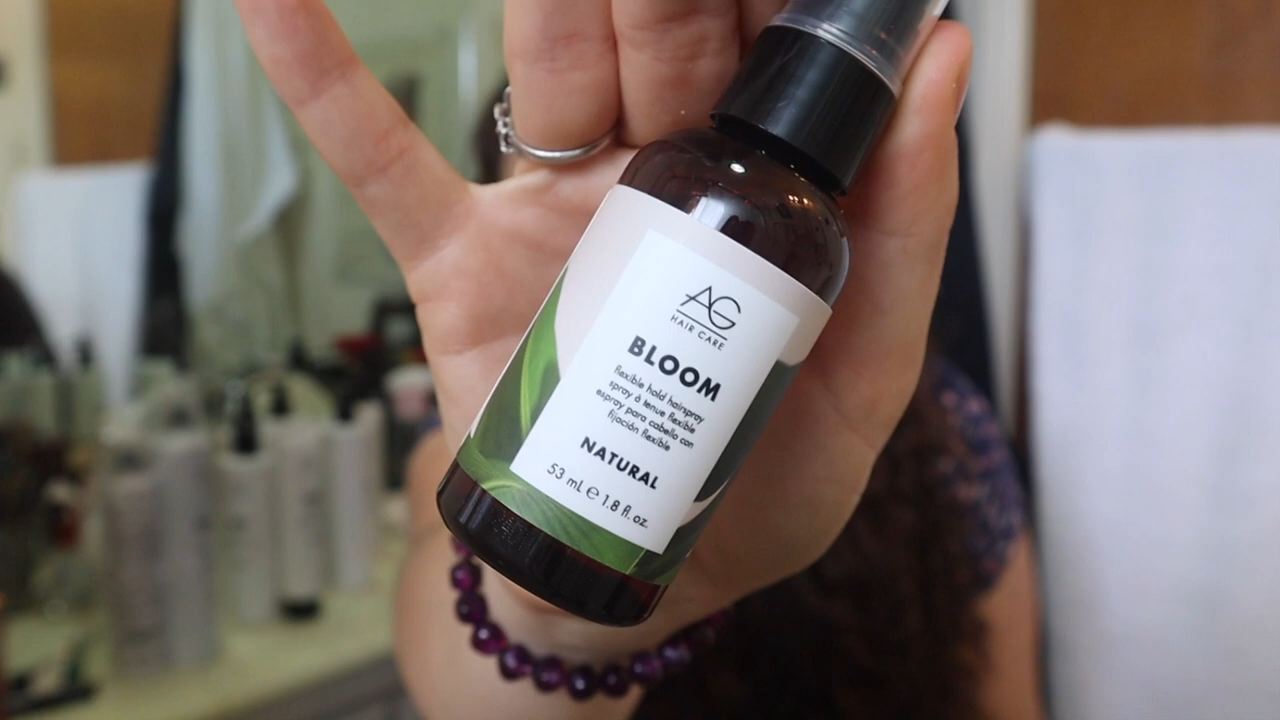 AG
HAIR CARE
BLOOM
flexible hold hairspray
spray à tenue flexible
espray para cabello con
fijación flexible
NATURAL
53 mL ℮ 1.8 fl. oz.